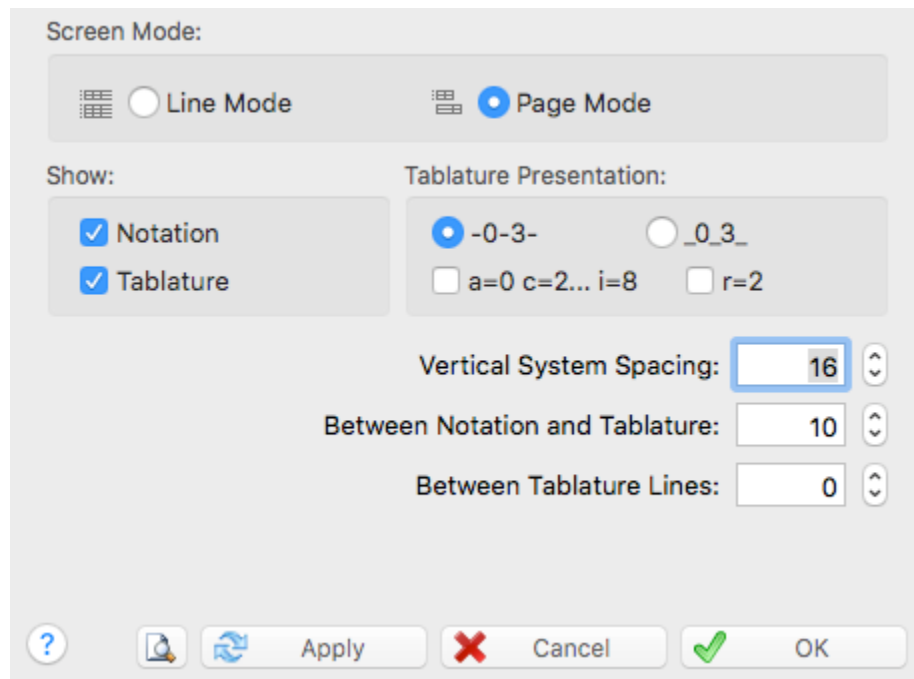 Screen Mode:
Line Mode Page Mode
Show: Tablature Presentation:
Notation -0-3- _0_3_
Tablature a=0 c=2... i=8 r=2
Vertical System Spacing: 16
Between Notation and Tablature: 10
Between Tablature Lines: 0
? Apply Cancel OK